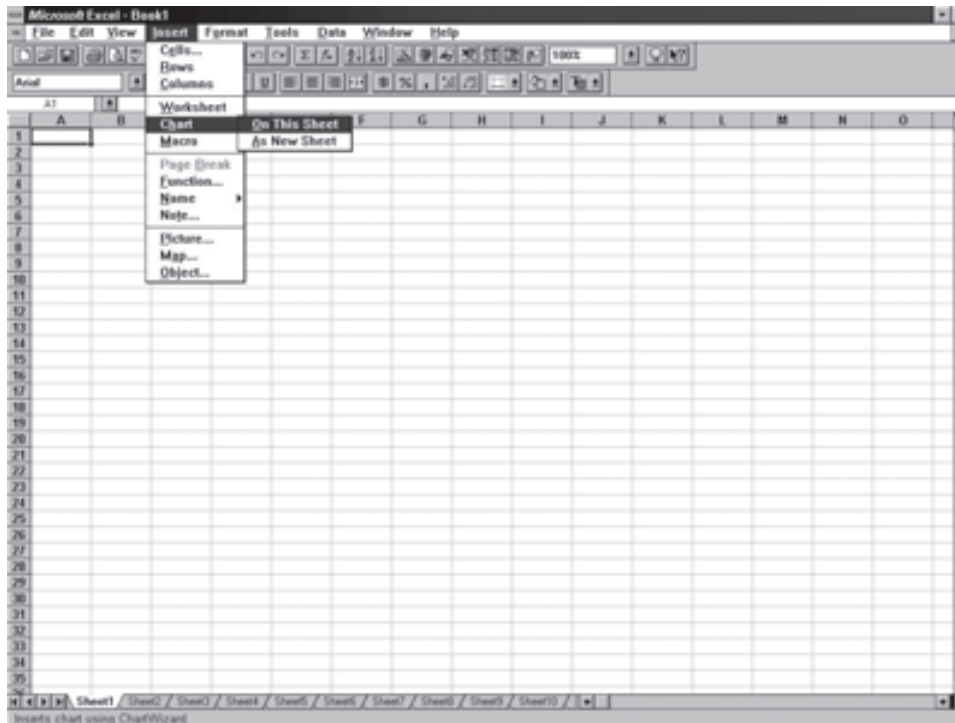 Microsoft Excel - Book1
File Edit View Insert Format Tools Data Window Help
100%
Arial
A1
Cells...
Rows
Columns
Worksheet
Chart
Macro
Page Break
Function...
Name
Note...
Picture...
Map...
Object...
On This Sheet
As New Sheet
A B F G H I J K L M N O
1
2
3
4
5
6
7
8
9
10
11
12
13
14
15
16
17
18
19
20
21
22
23
24
25
26
27
28
29
30
31
32
33
34
35
Sheet1 Sheet2 Sheet3 Sheet4 Sheet5 Sheet6 Sheet7 Sheet8 Sheet9 Sheet10
Inserts chart using ChartWizard